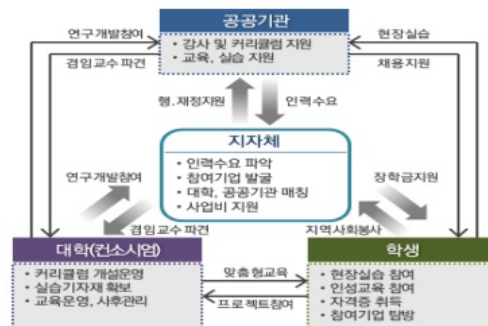 공공기관
• 강사 및 커리큘럼 지원
• 교육, 실습 지원
연구개발참여
겸임교수 파견
현장실습
채용지원
행.재정지원
인력수요
지자체
• 인력수요 파악
• 참여기업 발굴
• 대학, 공공기관 매칭
• 사업비 지원
연구개발참여
겸임교수 파견
장학금지원
지역사회봉사
대학(컨소시엄)
• 커리큘럼 개설운영
• 실습기자재 확보
• 교육운영, 사후관리
맞춤형교육
프로젝트참여
학생
• 현장실습 참여
• 인성교육 참여
• 자격증 취득
• 참여기업 탐방